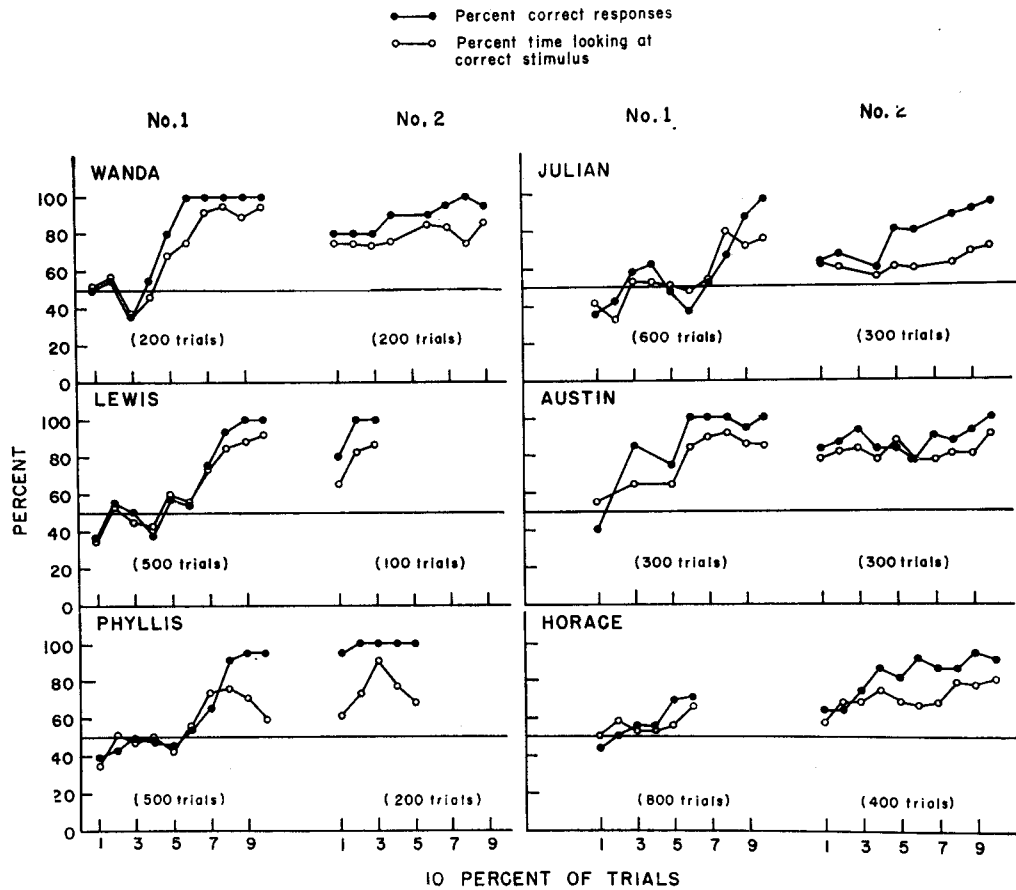 Percent correct responses
Percent time looking at
correct stimulus
No. 1
No. 2
No. 1
No. 2
WANDA
JULIAN
100
80
60
40
20
0
(200 trials)
(200 trials)
(600 trials)
(300 trials)
LEWIS
AUSTIN
100
80
60
40
20
0
(500 trials)
(100 trials)
(300 trials)
(300 trials)
PERCENT
PHYLLIS
HORACE
100
80
60
40
20
0
(500 trials)
(200 trials)
(800 trials)
(400 trials)
1 3 5 7 9 1 3 5 7 9 1 3 5 7 9 1 3 5 7 9
10 PERCENT OF TRIALS